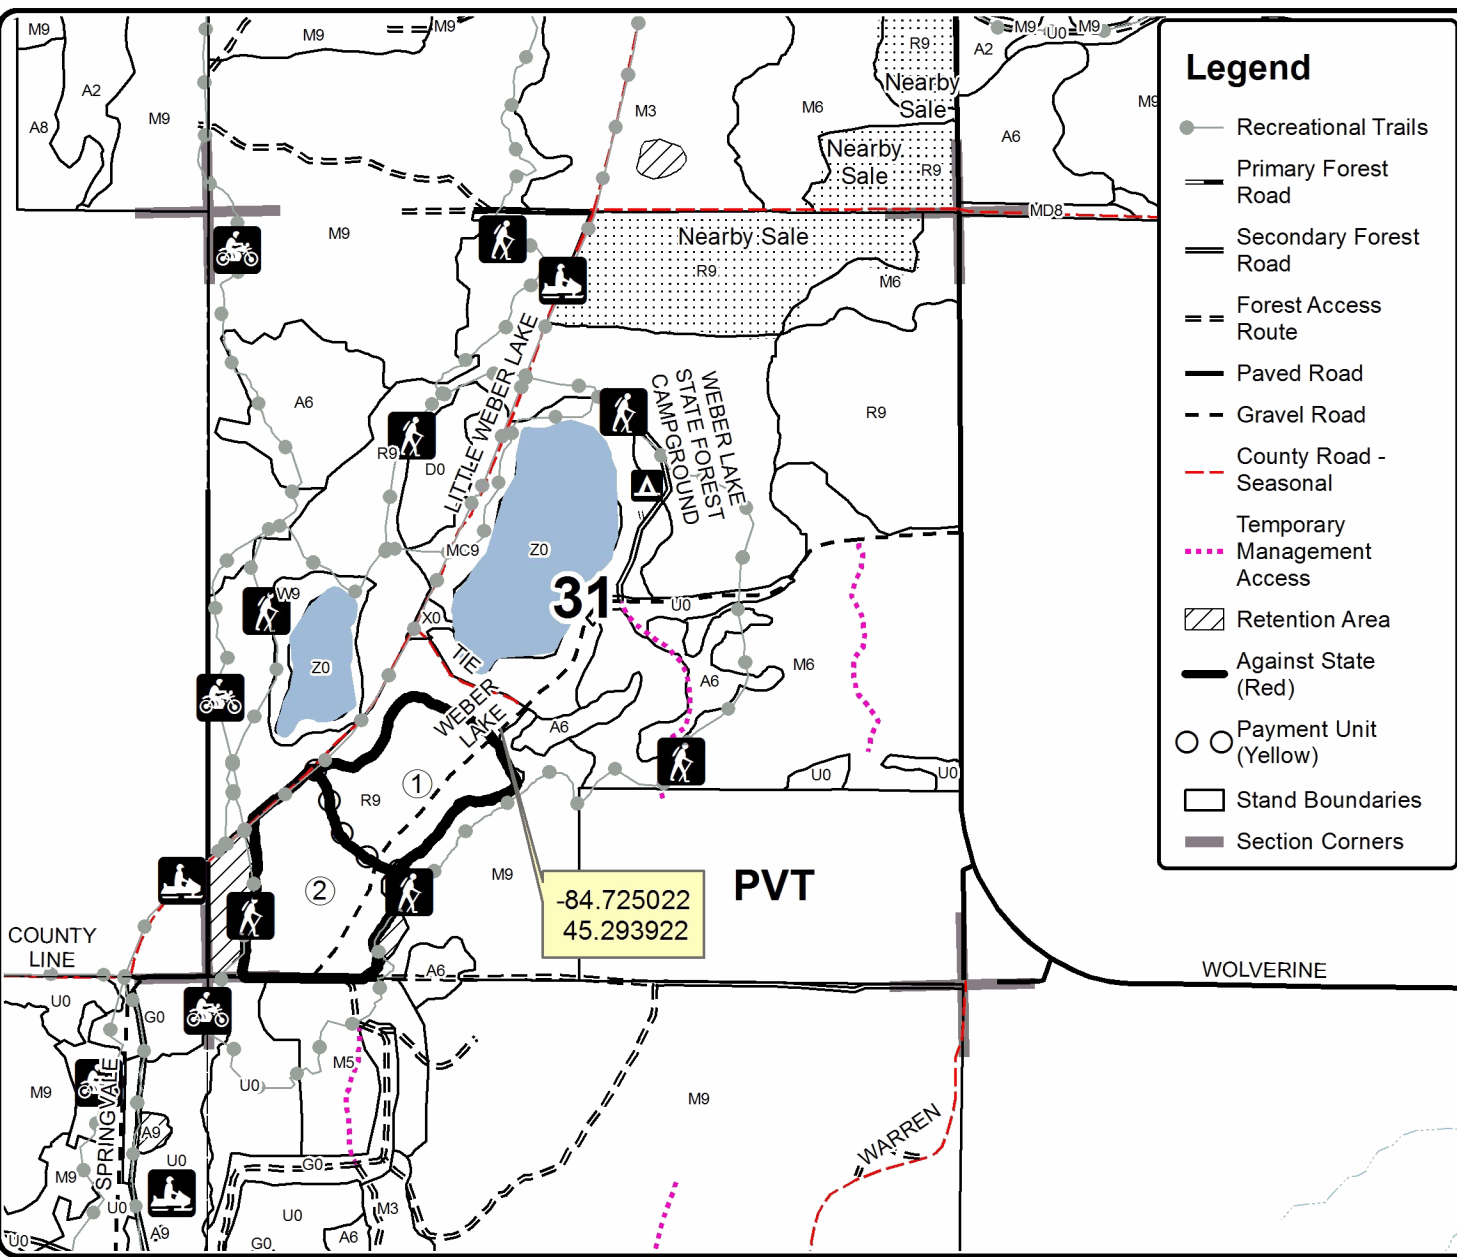 M9
M9
M9
M9
U0
M9
A2
R9
A2
Nearby
Sale
A8
M9
M3
M6
M9
A6
Nearby
Sale
R9
MD8
M9
Nearby Sale
R9
M6
LITTLE WEBER LAKE
WEBER LAKE
STATE FOREST
CAMPGROUND
A6
R9
R9
D0
MC9
Z0
31
W9
X0
U0
Z0
TIE
M6
A6
WEBER
LAKE
A6
1
R9
U0
U0
2
M9
PVT
-84.725022
45.293922
COUNTY
LINE
A6
WOLVERINE
U0
G0
M5
U0
M9
SPRINGVALE
M9
WARREN
A9
U0
G0
M9
U0
U0
M3
A9
A6
U0
G0
Legend
Recreational Trails
Primary Forest
Road
Secondary Forest
Road
Forest Access
Route
Paved Road
Gravel Road
County Road -
Seasonal
Temporary
Management
Access
Retention Area
Against State
(Red)
Payment Unit
(Yellow)
Stand Boundaries
Section Corners